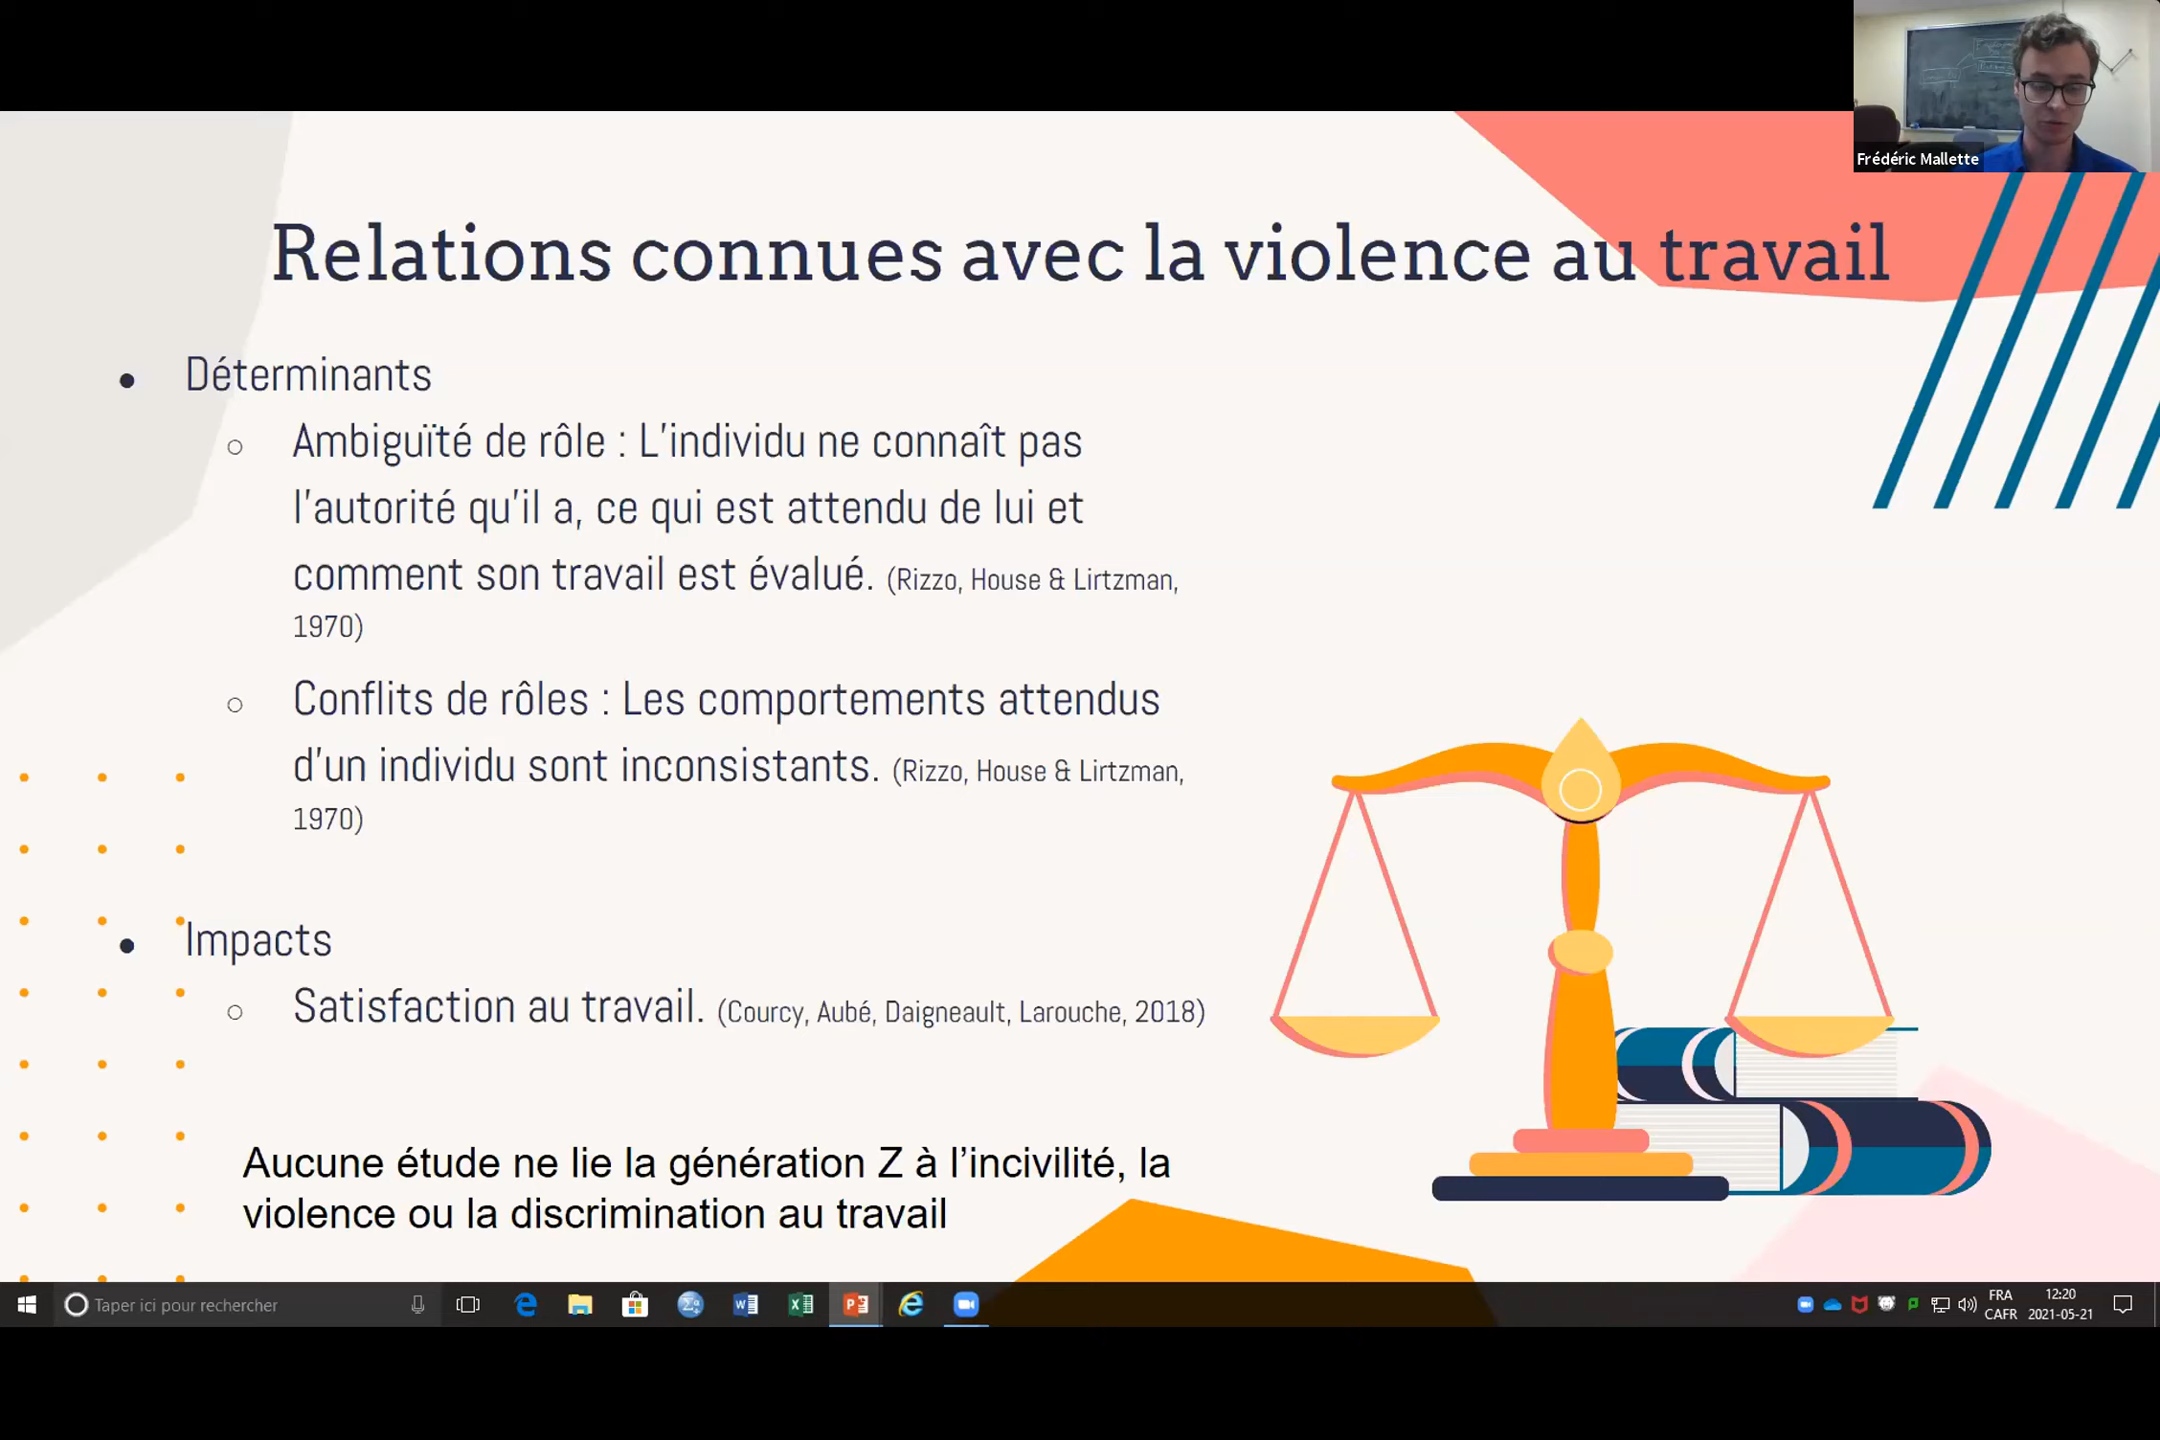 Frédéric Mallette
Relations connues avec la violence au travail
● Déterminants
○ Ambiguïté de rôle : L'individu ne connaît pas
l'autorité qu'il a, ce qui est attendu de lui et
comment son travail est évalué. (Rizzo, House & Lirtzman,
1970)
○ Conflits de rôles : Les comportements attendus
d'un individu sont inconsistants. (Rizzo, House & Lirtzman,
1970)
● Impacts
○ Satisfaction au travail. (Courcy, Aubé, Daigneault, Larouche, 2018)
Aucune étude ne lie la génération Z à l'incivilité, la
violence ou la discrimination au travail
Taper ici pour rechercher
FRA
CAFR
12:20
2021-05-21